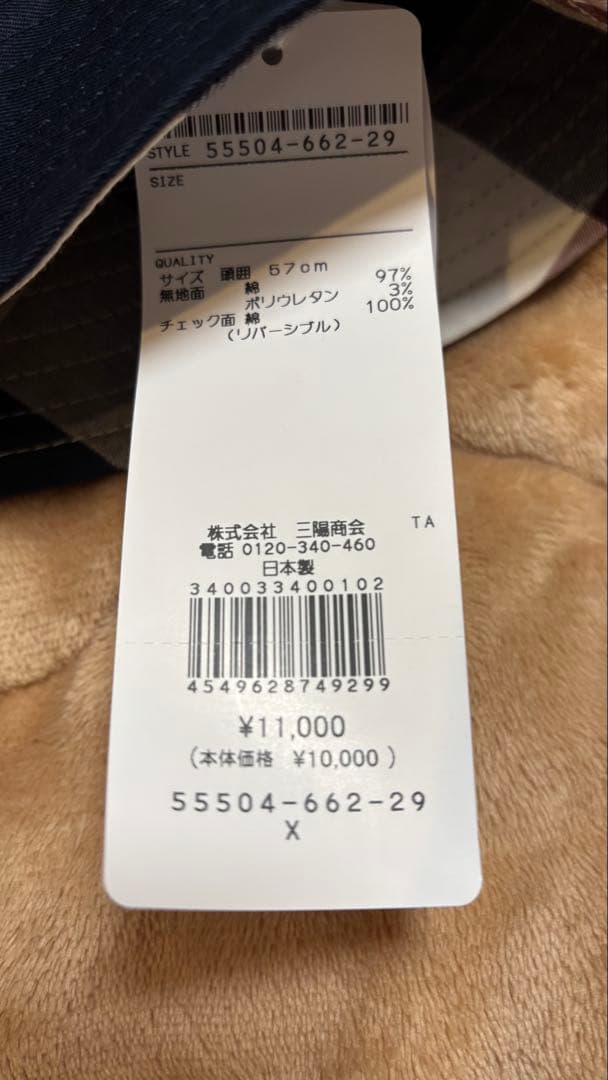 STYLE 55504-662-29
SIZE
QUALITY
サイズ 頭囲 57cm
無地面 綿 97%
ポリウレタン 3%
チェック面 綿 100%
(リバーシブル)
TA
株式会社 三陽商会
電話 0120-340-460
日本製
340033400102
4549628749299
¥11,000
(本体価格 ¥10,000)
55504-662-29
X